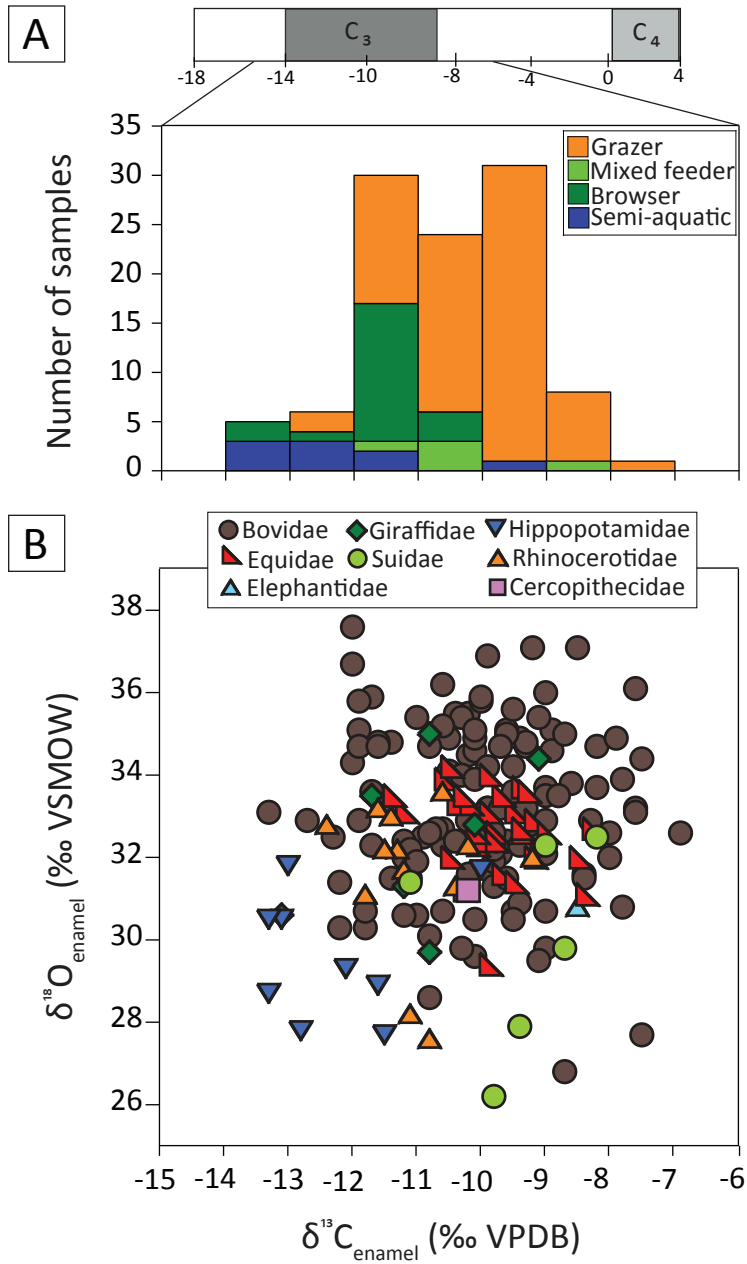 A
C₃
C₄
-18 -14 -10 -8 -4 0 4
35
30
25
20
15
10
5
0
Number of samples
Grazer
Mixed feeder
Browser
Semi-aquatic
B
Bovidae Giraffidae Hippopotamidae
Equidae Suidae Rhinocerotidae
Elephantidae Cercopithecidae
38
36
34
32
30
28
26
δ¹⁸Oenamel (‰ VSMOW)
-15 -14 -13 -12 -11 -10 -9 -8 -7 -6
δ¹³Cenamel (‰ VPDB)